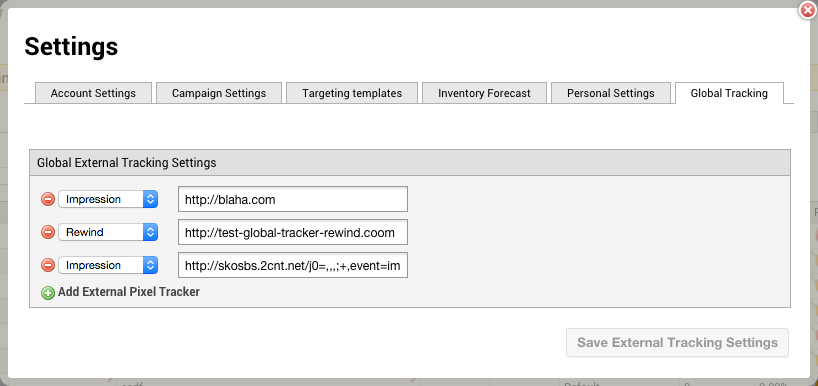 Settings
Account Settings
Campaign Settings
Targeting templates
Inventory Forecast
Personal Settings
Global Tracking
Global External Tracking Settings
Impression http://blaha.com
Rewind http://test-global-tracker-rewind.coom
Impression http://skosbs.2cnt.net/j0=,,,;+,event=im
Add External Pixel Tracker
Save External Tracking Settings